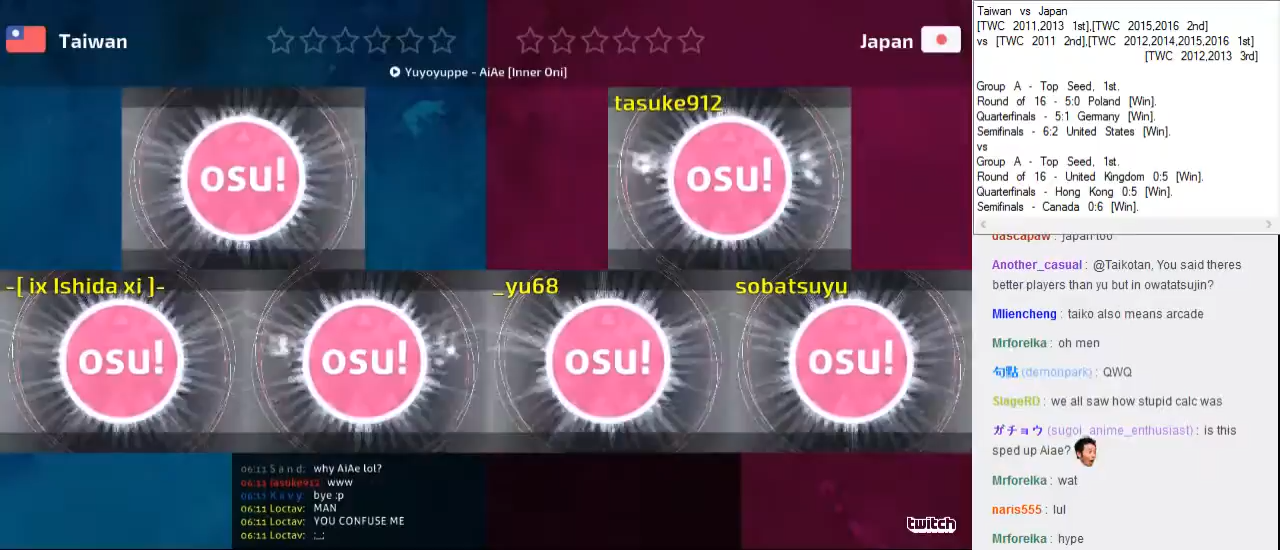 Taiwan
Japan
Yuyoyuppe - AiAe [Inner Oni]
osu!
tasuke912
osu!
-[ ix Ishida xi ]-
osu!
osu!
_yu68
osu!
sobatsuyu
osu!
06:11 S a n d: why AiAe lol?
06:11 tasuke912: www
06:11 K a v y: bye :p
06:11 Loctav: MAN
06:11 Loctav: YOU CONFUSE ME
06:11 Loctav: ;_;
twitch
Taiwan vs Japan
[TWC 2011,2013 1st],[TWC 2015,2016 2nd]
vs [TWC 2011 2nd],[TWC 2012,2014,2015,2016 1st]
[TWC 2012,2013 3rd]
Group A - Top Seed, 1st.
Round of 16 - 5:0 Poland [Win].
Quarterfinals - 5:1 Germany [Win].
Semifinals - 6:2 United States [Win].
vs
Group A - Top Seed, 1st.
Round of 16 - United Kingdom 0:5 [Win].
Quarterfinals - Hong Kong 0:5 [Win].
Semifinals - Canada 0:6 [Win].
dascapaw: japan too
Another_casual: @Taikotan, You said theres
better players than yu but in owatatsujin?
Mliencheng: taiko also means arcade
Mrforeika: oh men
句點 (demonpark): QWQ
SlageRD: we all saw how stupid calc was
ガチョウ (sugoi_anime_enthusiast): is this
sped up Aiae?
Mrforeika: wat
naris555: lul
Mrforeika: hype